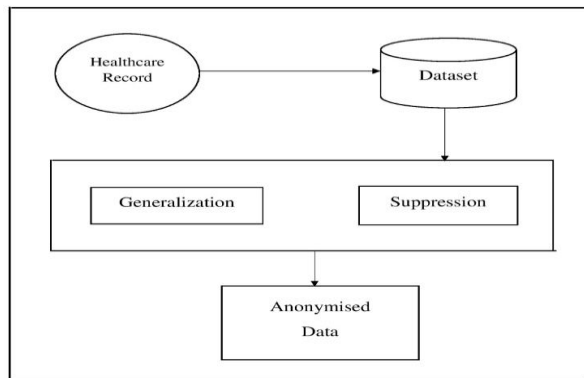 Healthcare
Record
Dataset
Generalization
Suppression
Anonymised
Data